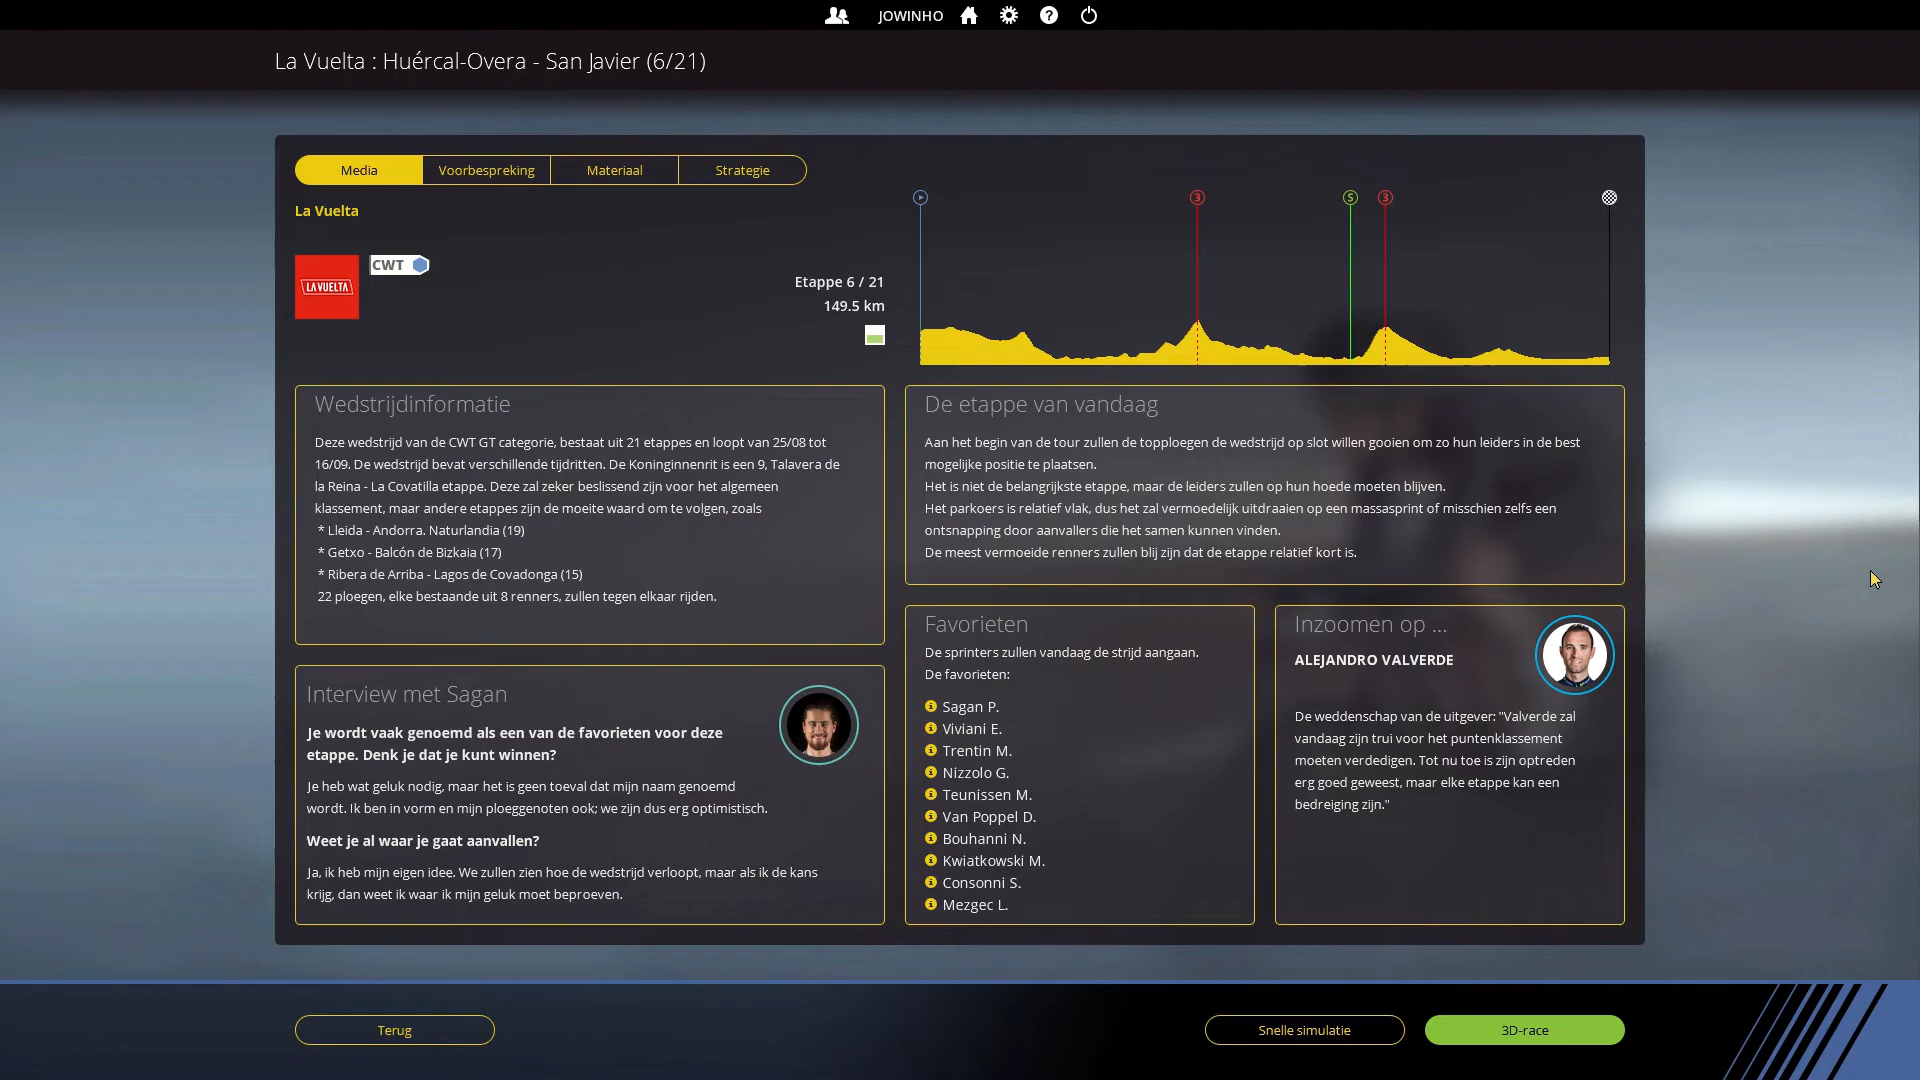 JOWINHO
La Vuelta : Huércal-Overa - San Javier (6/21)
Media
Voorbespreking
Materiaal
Strategie
La Vuelta
LA VUELTA
CWT
Etappe 6 / 21
149.5 km
3
S
3
Wedstrijdinformatie
Deze wedstrijd van de CWT GT categorie, bestaat uit 21 etappes en loopt van 25/08 tot
16/09. De wedstrijd bevat verschillende tijdritten. De Koninginnenrit is een 9, Talavera de
la Reina - La Covatilla etappe. Deze zal zeker beslissend zijn voor het algemeen
klassement, maar andere etappes zijn de moeite waard om te volgen, zoals
* Lleida - Andorra. Naturlandia (19)
* Getxo - Balcón de Bizkaia (17)
* Ribera de Arriba - Lagos de Covadonga (15)
22 ploegen, elke bestaande uit 8 renners, zullen tegen elkaar rijden.
De etappe van vandaag
Aan het begin van de tour zullen de topploegen de wedstrijd op slot willen gooien om zo hun leiders in de best
mogelijke positie te plaatsen.
Het is niet de belangrijkste etappe, maar de leiders zullen op hun hoede moeten blijven.
Het parkoers is relatief vlak, dus het zal vermoedelijk uitdraaien op een massasprint of misschien zelfs een
ontsnapping door aanvallers die het samen kunnen vinden.
De meest vermoeide renners zullen blij zijn dat de etappe relatief kort is.
Interview met Sagan
Je wordt vaak genoemd als een van de favorieten voor deze
etappe. Denk je dat je kunt winnen?
Je heb wat geluk nodig, maar het is geen toeval dat mijn naam genoemd
wordt. Ik ben in vorm en mijn ploeggenoten ook; we zijn dus erg optimistisch.
Weet je al waar je gaat aanvallen?
Ja, ik heb mijn eigen idee. We zullen zien hoe de wedstrijd verloopt, maar als ik de kans
krijg, dan weet ik waar ik mijn geluk moet beproeven.
Favorieten
De sprinters zullen vandaag de strijd aangaan.
De favorieten:
Sagan P.
Viviani E.
Trentin M.
Nizzolo G.
Teunissen M.
Van Poppel D.
Bouhanni N.
Kwiatkowski M.
Consonni S.
Mezgec L.
Inzoomen op ...
ALEJANDRO VALVERDE
De weddenschap van de uitgever: "Valverde zal
vandaag zijn trui voor het puntenklassement
moeten verdedigen. Tot nu toe is zijn optreden
erg goed geweest, maar elke etappe kan een
bedreiging zijn."
Terug
Snelle simulatie
3D-race